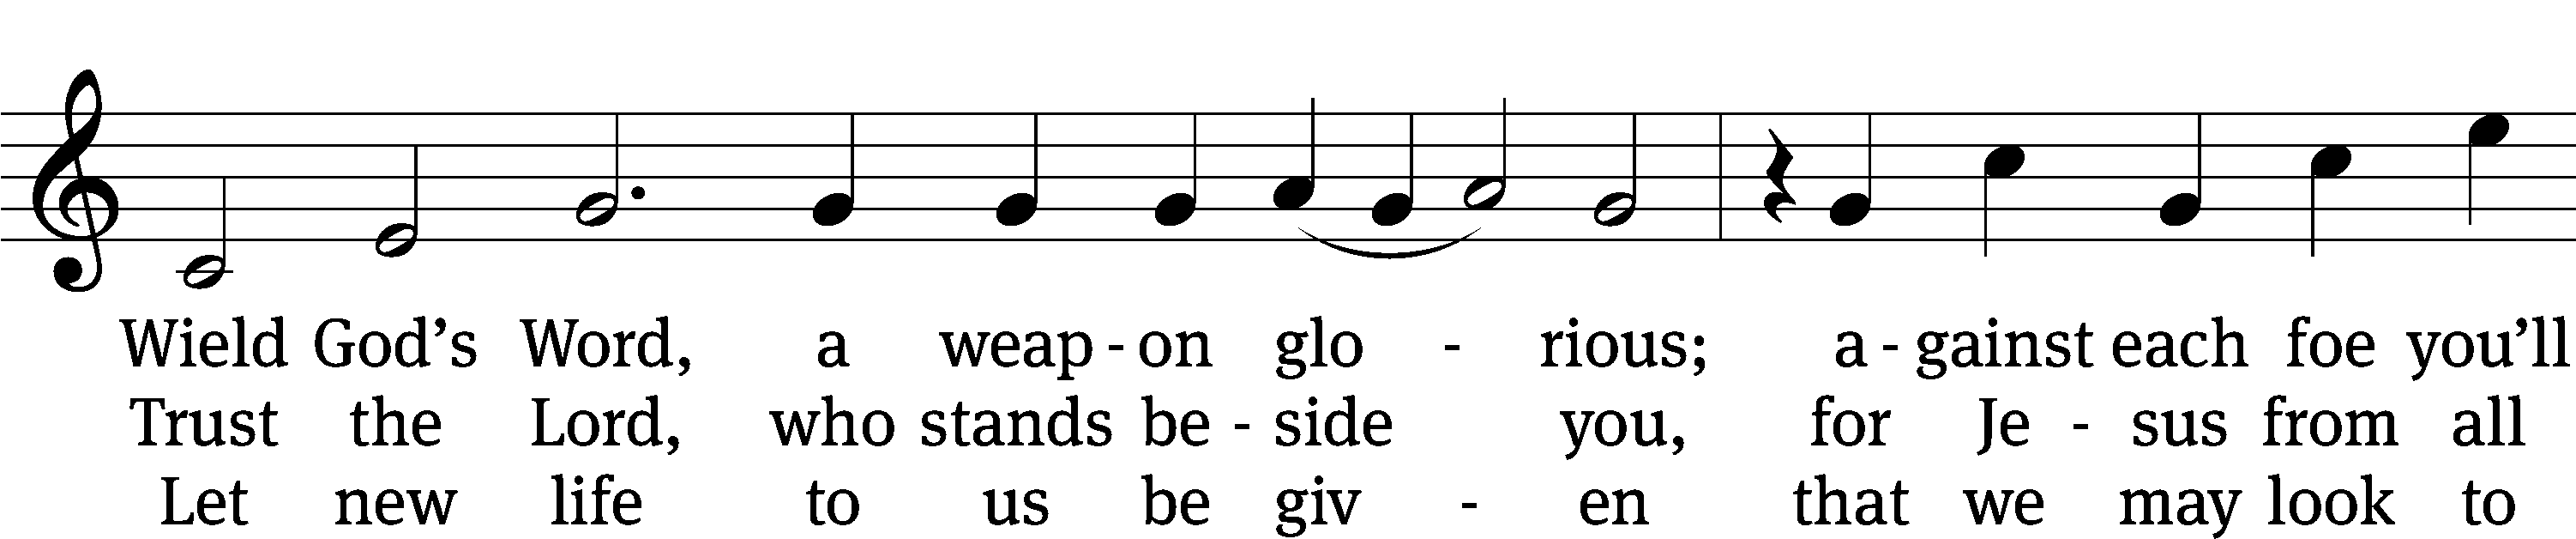 Wield God’s Word, a weap - on glo - rious; a - gainst each foe you’ll
Trust the Lord, who stands be - side you, for Je - sus from all
Let new life to us be giv - en that we may look to